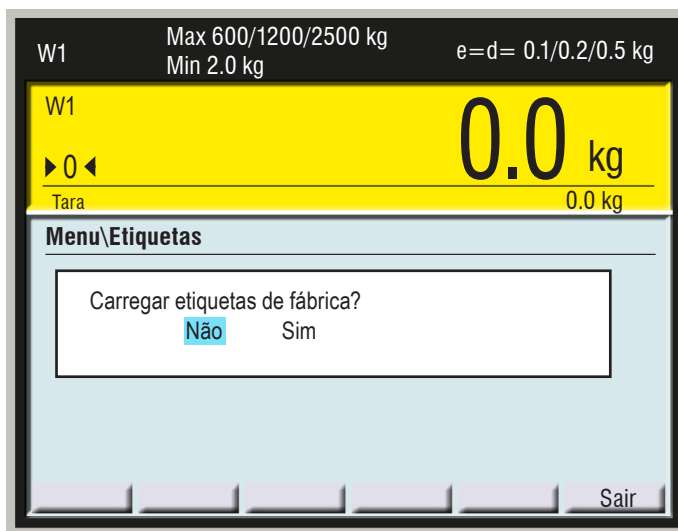 W1
Max 600/1200/2500 kg
Min 2.0 kg
e=d= 0.1/0.2/0.5 kg
W1
0.0 kg
0
Tara
0.0 kg
Menu\Etiquetas
Carregar etiquetas de fábrica?
Não Sim
Sair